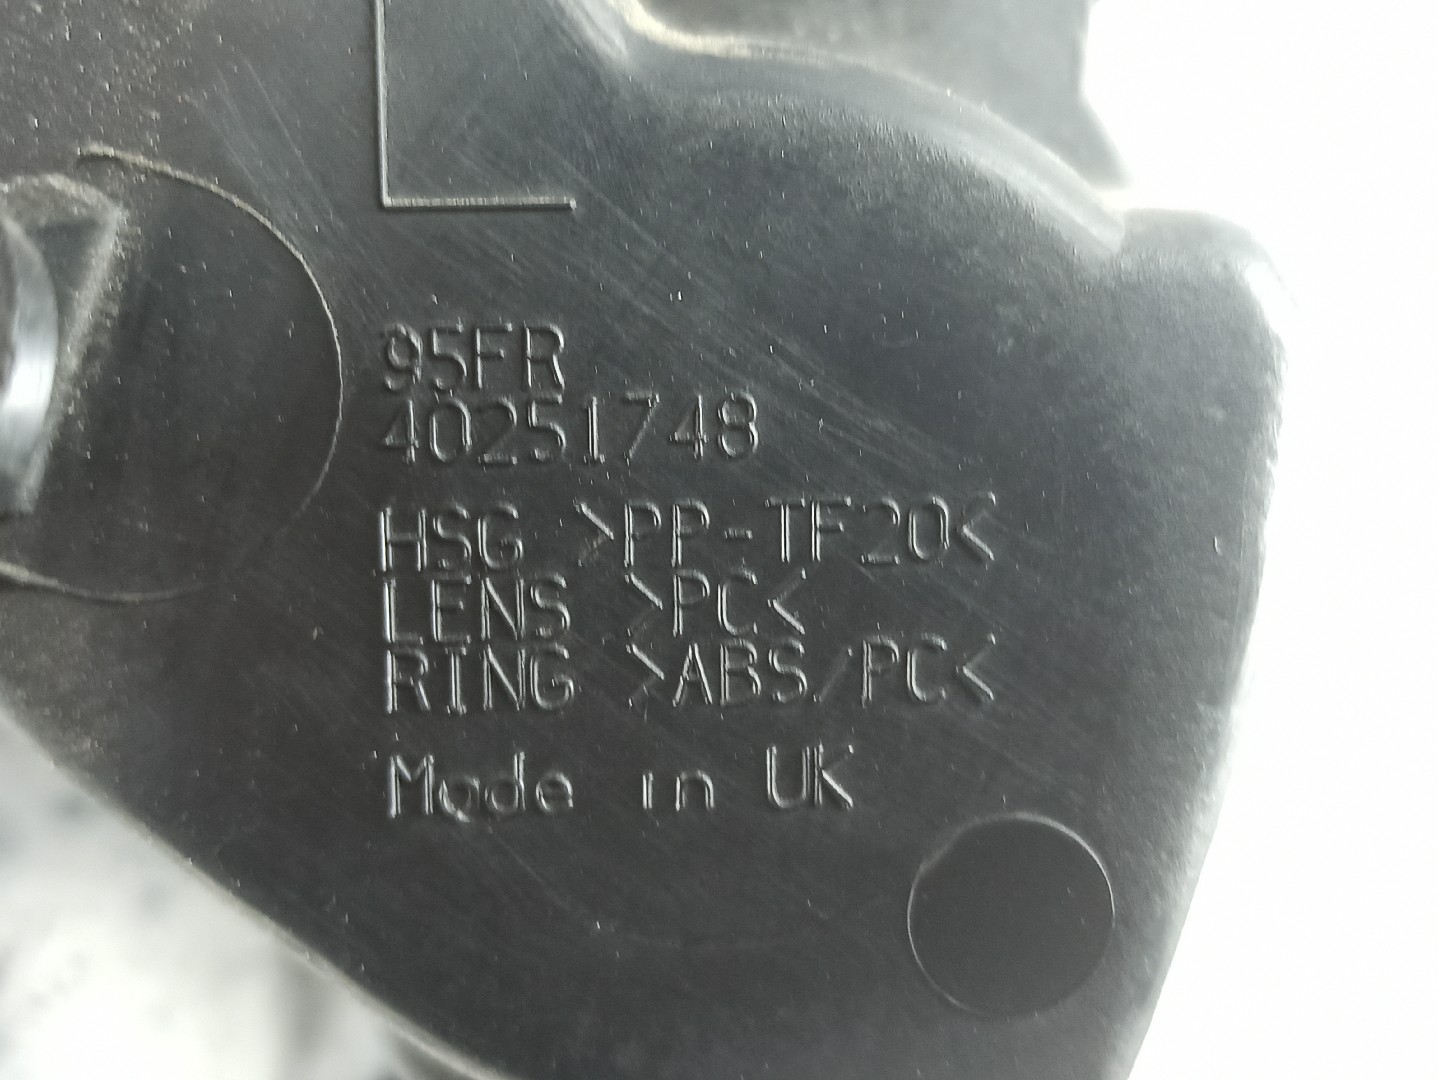 95FR
40251748
HSG >PP-TF20<
LENS >PC<
RING >ABS/PC<
Made in UK